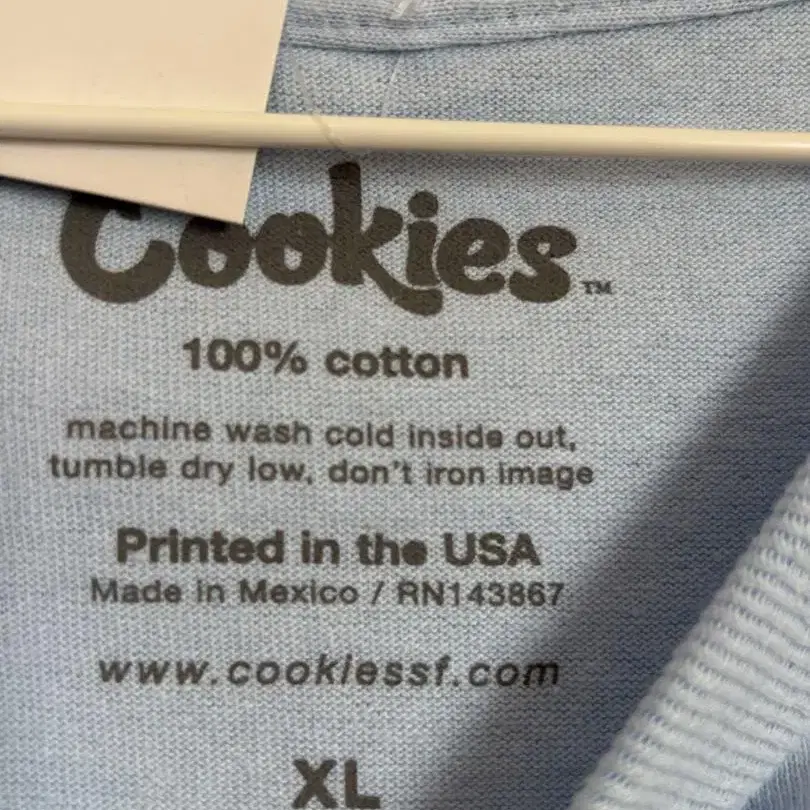 Cookies™
100% cotton
machine wash cold inside out,
tumble dry low, don't iron image
Printed in the USA
Made in Mexico / RN143867
www.cookiessf.com
XL